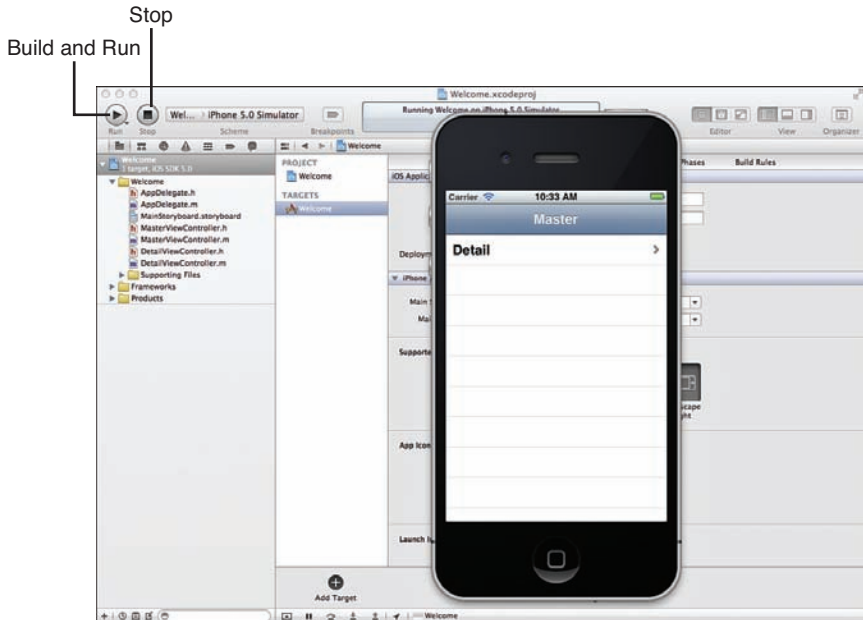 Stop
Build and Run
Welcome.xcodeproj
Wel... iPhone 5.0 Simulator
Running Welcome on iPhone 5.0 Simulator
Run Stop Scheme Breakpoints Editor View Organizer
Welcome
Welcome
1 target, iOS SDK 5.0
Welcome
AppDelegate.h
AppDelegate.m
MainStoryboard.storyboard
MasterViewController.h
MasterViewController.m
DetailViewController.h
DetailViewController.m
Supporting Files
Frameworks
Products
PROJECT
Welcome
TARGETS
Welcome
Phases Build Rules
iOS Applic
Deploym
iPhone
Main S
Mai
Supporte
scape
ght
App Icon
Launch I
Carrier 10:33 AM
Master
Detail
Add Target
Welcome